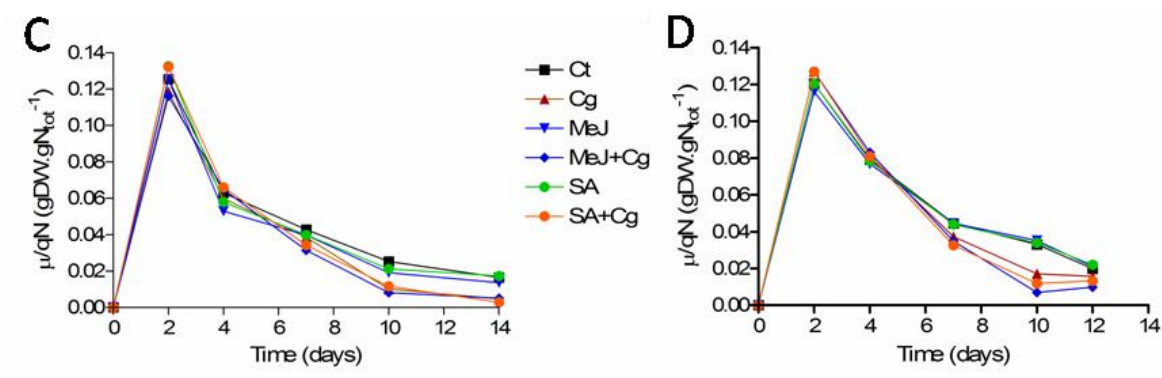 C
μ/qN (gDW.gNtot⁻¹)
0.14
0.12
0.10
0.08
0.06
0.04
0.02
0.00
0 2 4 6 8 10 12 14
Time (days)
Ct
Cg
MeJ
MeJ+Cg
SA
SA+Cg
D
μ/qN (gDW.gNtot⁻¹)
0.14
0.12
0.10
0.08
0.06
0.04
0.02
0.00
0 2 4 6 8 10 12 14
Time (days)